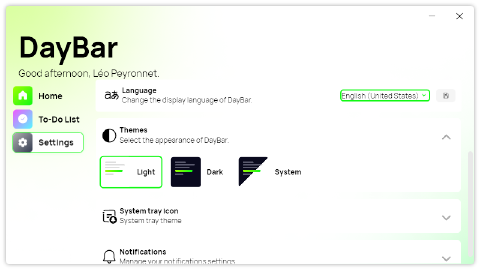 DayBar
Good afternoon, Léo Peyronnet.
Home
To-Do List
Settings
Language
Change the display language of DayBar.
English (United States)
Themes
Select the appearance of DayBar.
Light
Dark
System
System tray icon
System tray theme
Notifications
Manage your notifications settings